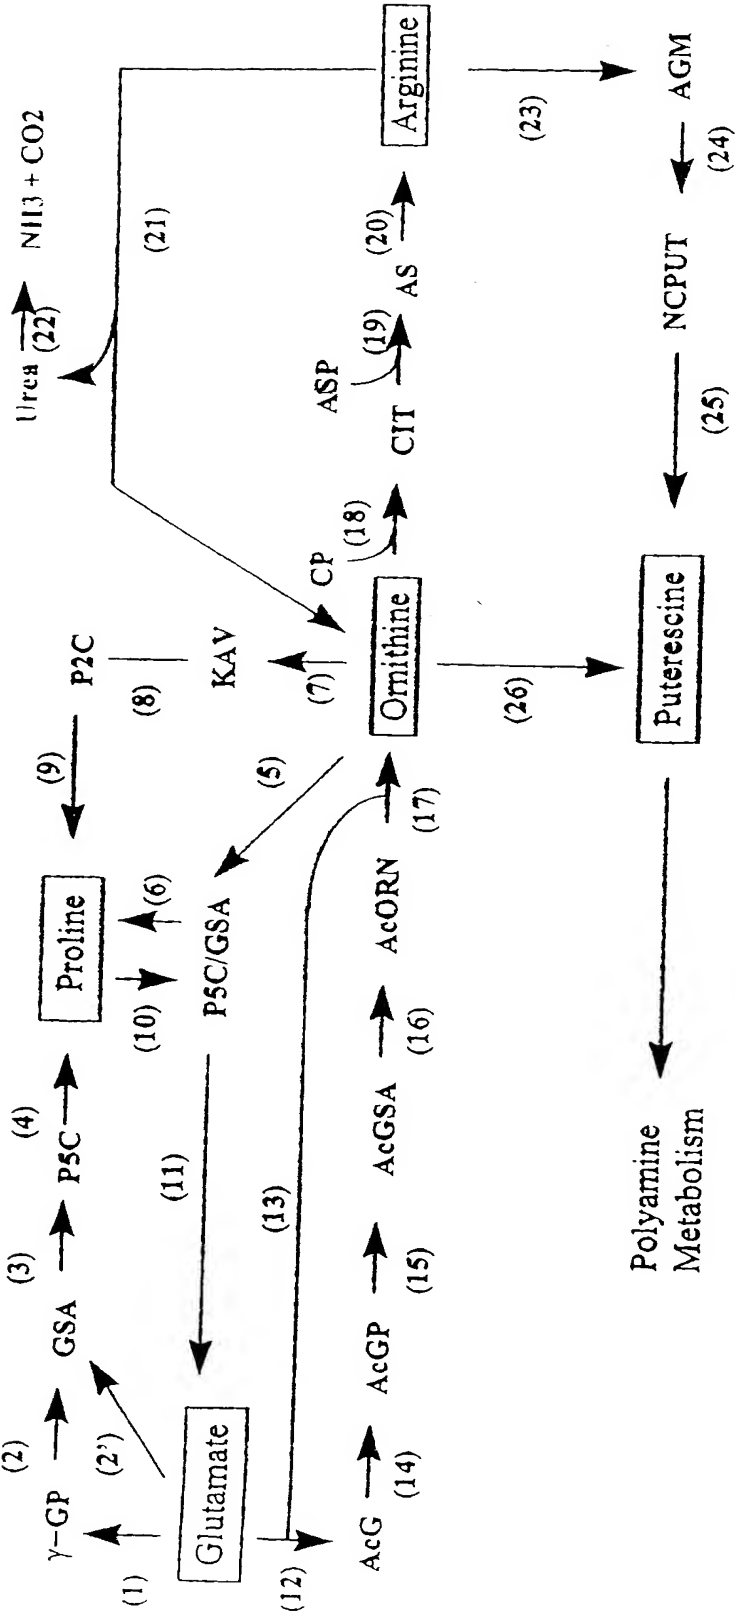 (1)
γ-GP
(2)
GSA
(3)
P5C
(4)
Proline
(9)
P2C
(8)
KAV
(7)
(2')
(10)
(6)
P5C/GSA
(5)
(11)
Glutamate
(12)
(13)
AcG
(14)
AcGP
(15)
AcGSA
(16)
AcORN
(17)
Ornithine
CP
(18)
CIT
ASP
(19)
AS
(20)
Arginine
(21)
Urea
(22)
NH3 + CO2
(23)
AGM
(24)
NCPUT
(25)
Puterescine
(26)
Polyamine
Metabolism